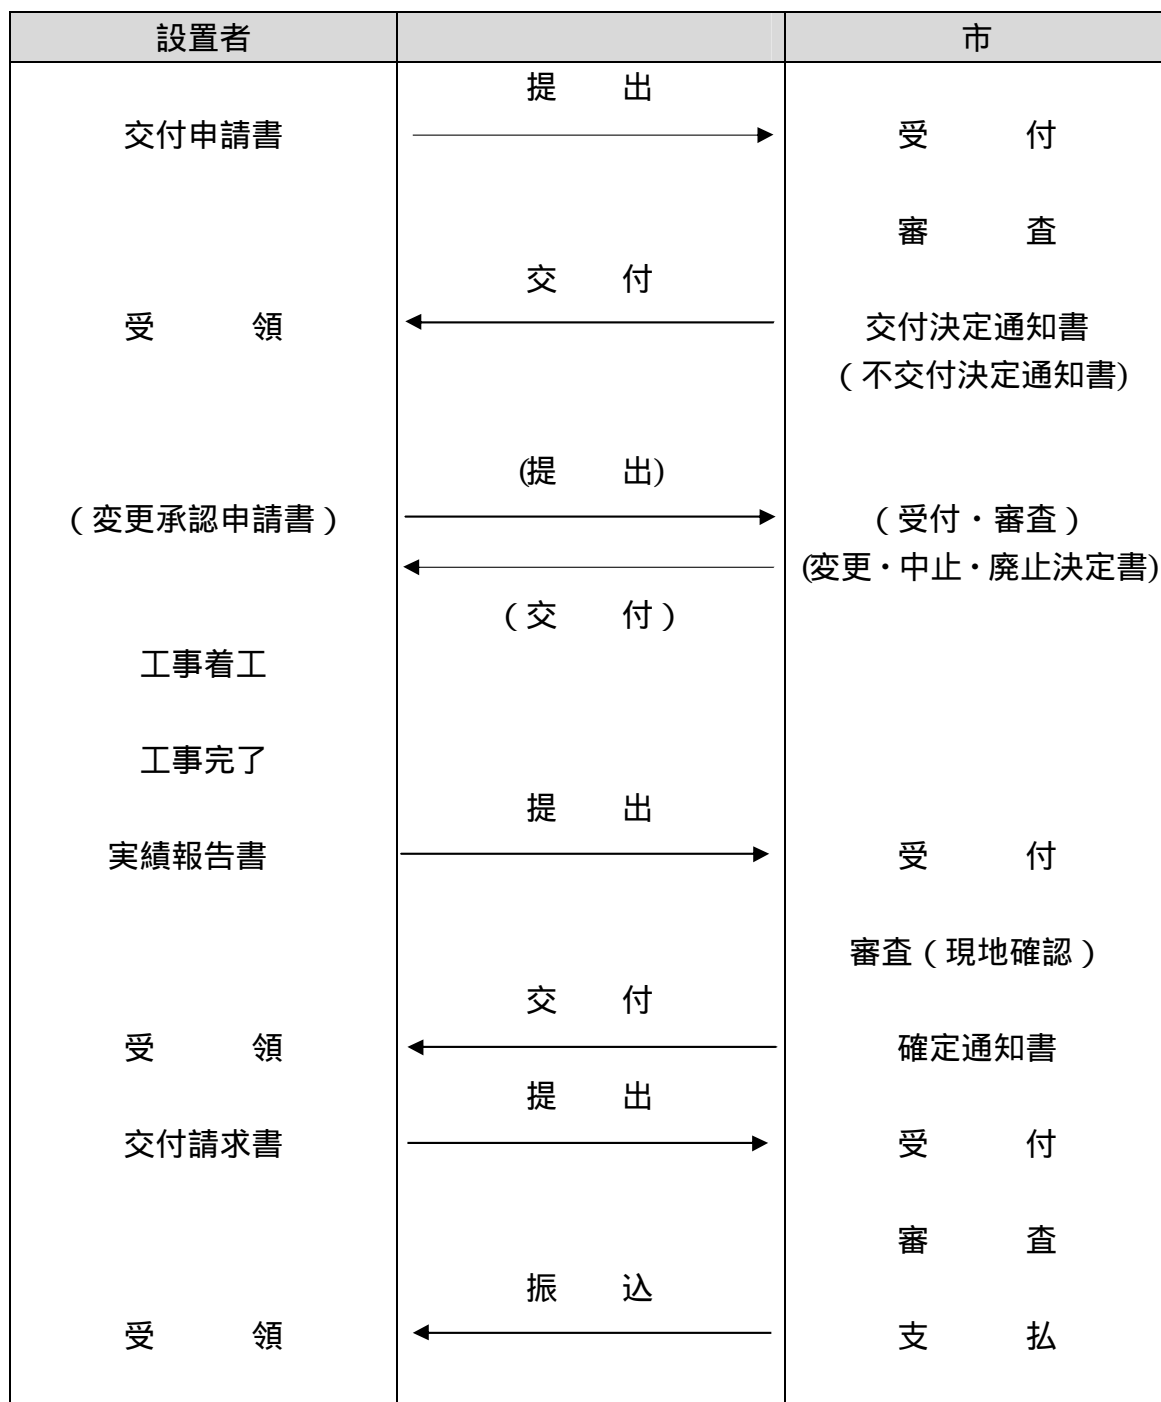 設置者 市
提 出
交付申請書 受 付
審 査
交 付
受 領 交付決定通知書
(不交付決定通知書)
(提 出)
(変更承認申請書) (受付・審査)
(変更・中止・廃止決定書)
(交 付)
工事着工
工事完了
提 出
実績報告書 受 付
審査(現地確認)
交 付
受 領 確定通知書
提 出
交付請求書 受 付
審 査
振 込
受 領 支 払